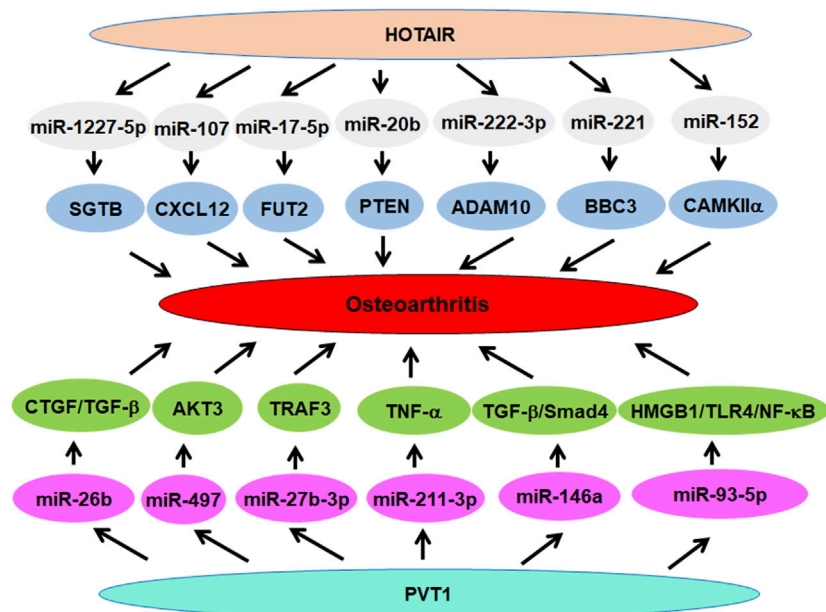 HOTAIR
miR-1227-5p miR-107 miR-17-5p miR-20b miR-222-3p miR-221 miR-152
SGTB CXCL12 FUT2 PTEN ADAM10 BBC3 CAMKIIα
Osteoarthritis
CTGF/TGF-β AKT3 TRAF3 TNF-α TGF-β/Smad4 HMGB1/TLR4/NF-κB
miR-26b miR-497 miR-27b-3p miR-211-3p miR-146a miR-93-5p
PVT1